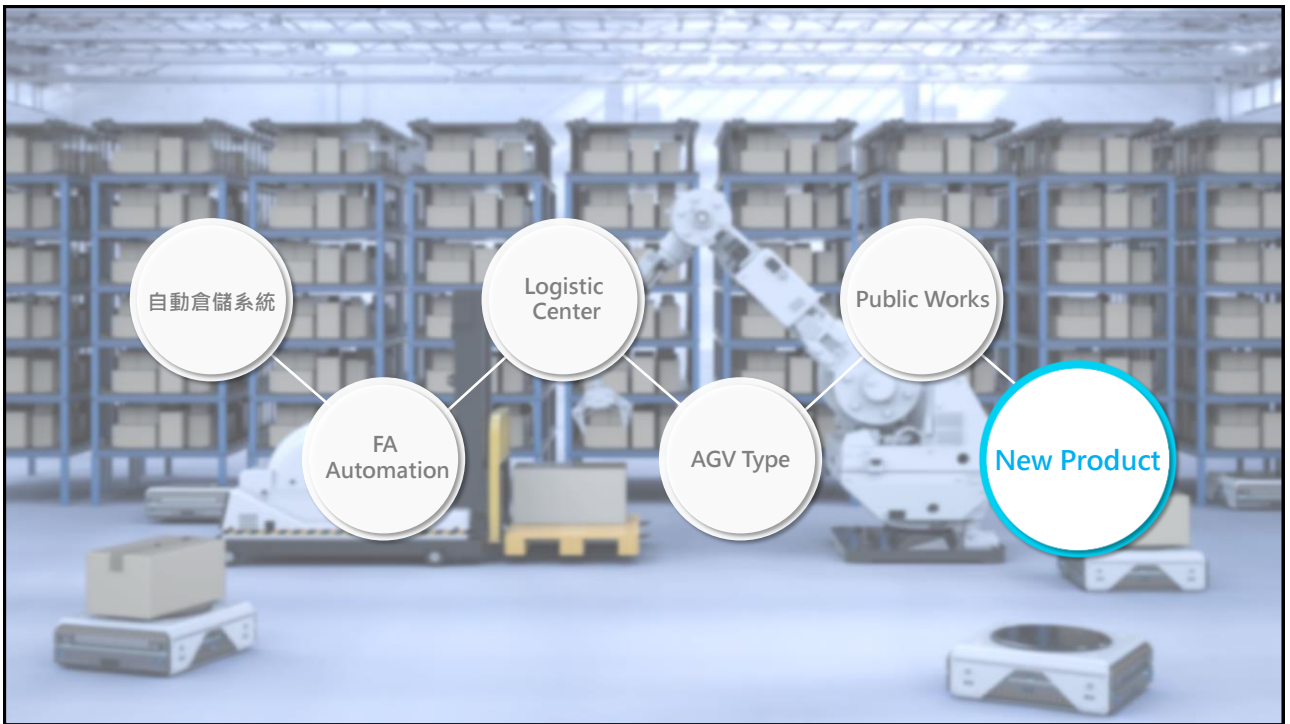 自動倉儲系統
FA
Automation
Logistic
Center
AGV Type
Public Works
New Product